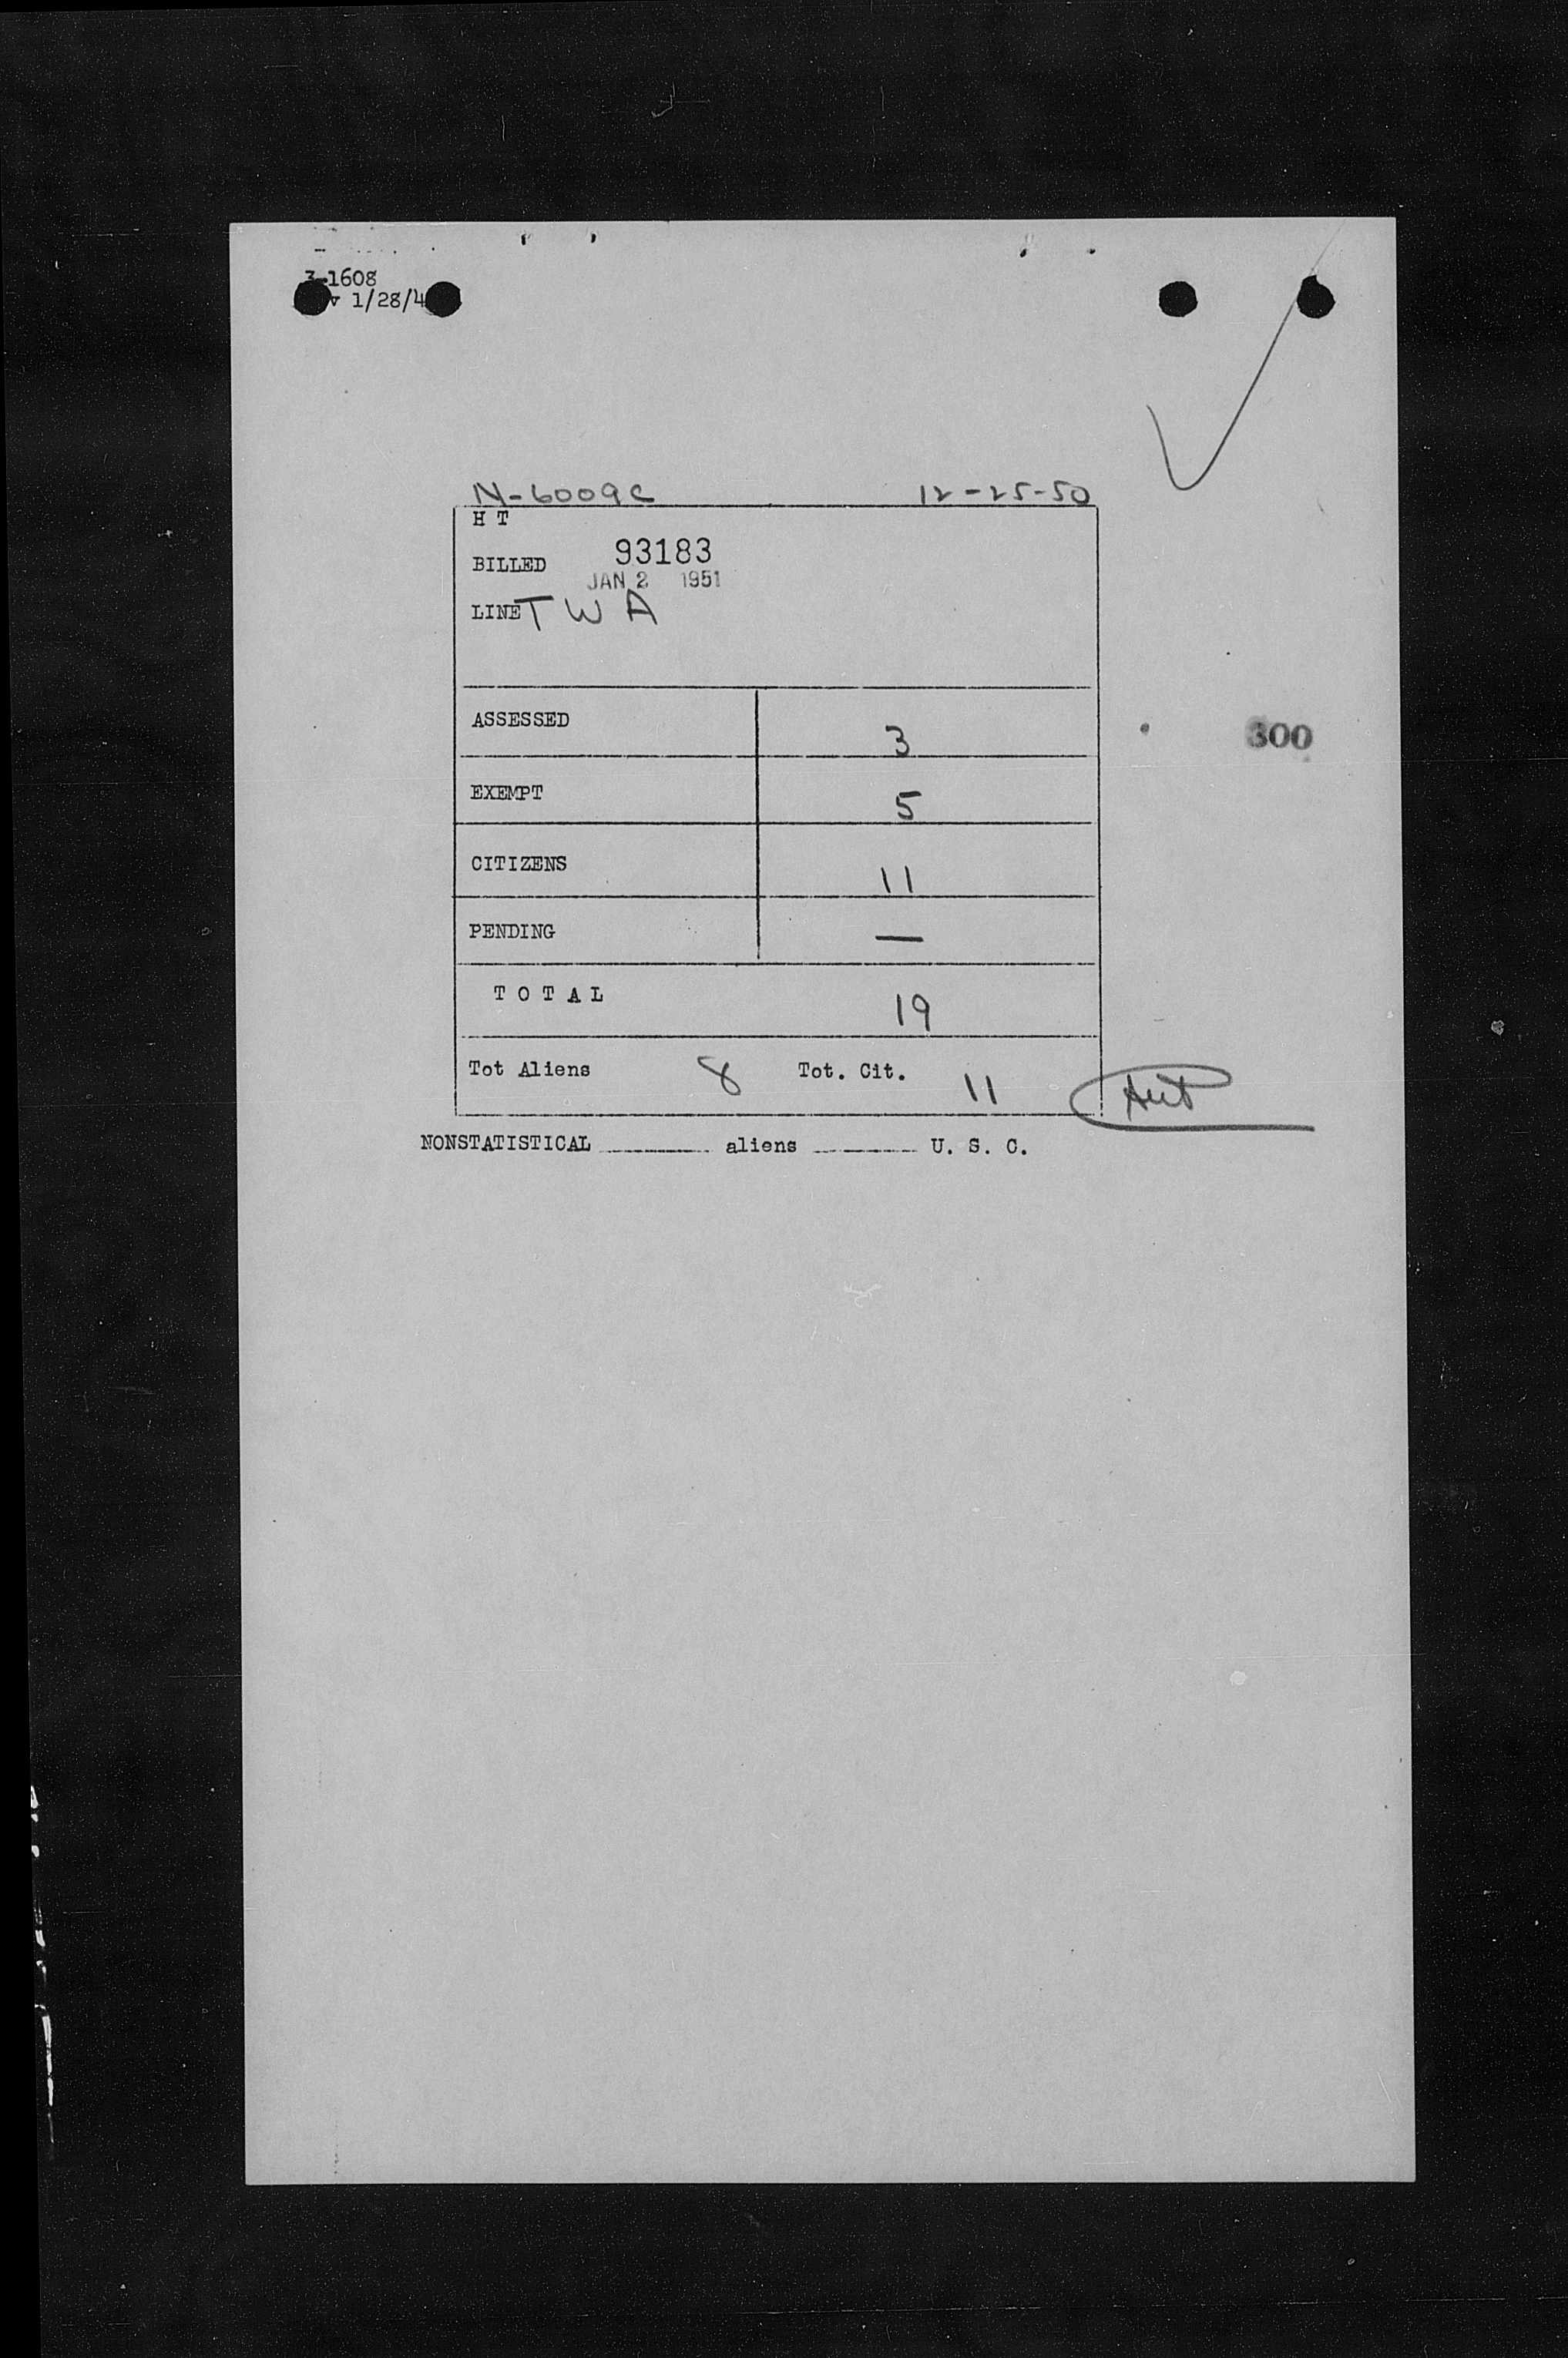 3-1608
v 1/28/4
N-6009C 12-25-50
H T
BILLED 93183
JAN 2 1951
LINE TWA
ASSESSED 3
300
EXEMPT 5
CITIZENS 11
PENDING —
TOTAL 19
Tot Aliens 8 Tot. Cit. 11
NONSTATISTICAL aliens U. S. C.